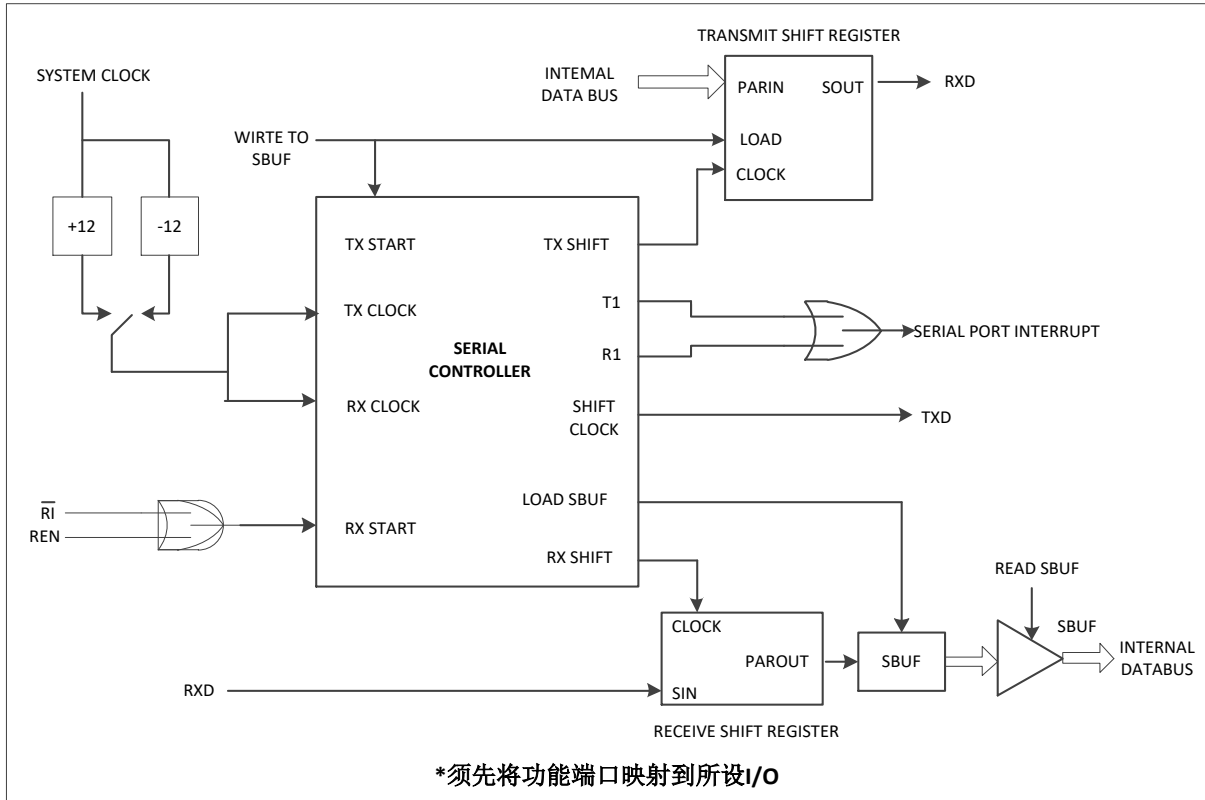 TRANSMIT SHIFT REGISTER
SYSTEM CLOCK
INTEMAL
DATA BUS
PARIN
SOUT
RXD
WIRTE TO
SBUF
LOAD
CLOCK
+12
-12
TX START
TX SHIFT
TX CLOCK
T1
SERIAL
CONTROLLER
R1
SERIAL PORT INTERRUPT
RX CLOCK
SHIFT
CLOCK
TXD
RI
REN
RX START
LOAD SBUF
RX SHIFT
READ SBUF
CLOCK
PAROUT
SBUF
SBUF
INTERNAL
DATABUS
RXD
SIN
RECEIVE SHIFT REGISTER
*须先将功能端口映射到所设I/O